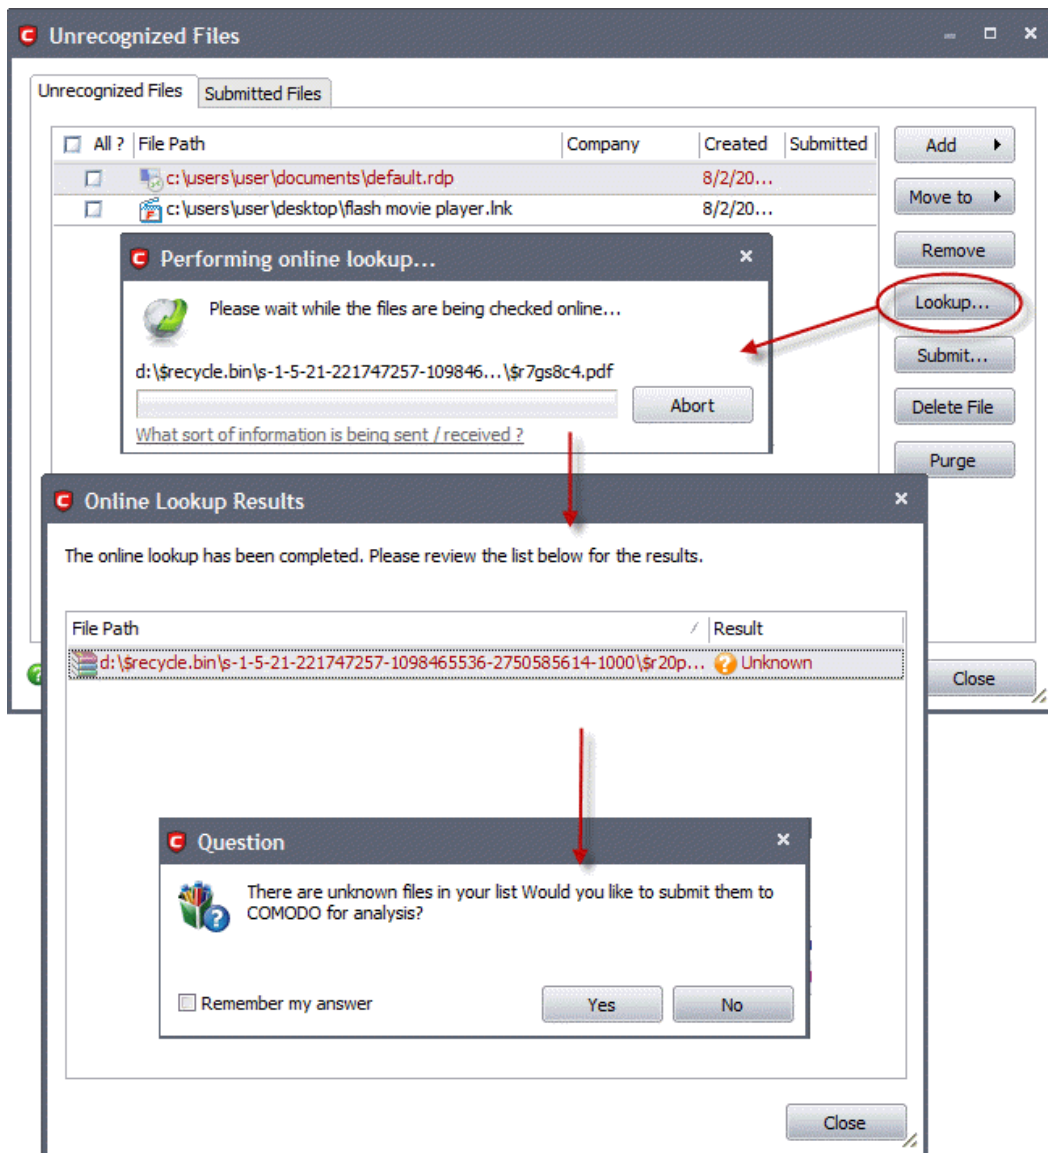 Unrecognized Files
Unrecognized Files Submitted Files
All ? File Path Company Created Submitted
c:\users\user\documents\default.rdp 8/2/20...
c:\users\user\desktop\flash movie player.lnk 8/2/20...
Add
Move to
Remove
Lookup...
Submit...
Delete File
Purge
Close
Performing online lookup...
Please wait while the files are being checked online...
d:\$recycle.bin\s-1-5-21-221747257-109846...\$r7gs8c4.pdf
Abort
What sort of information is being sent / received ?
Online Lookup Results
The online lookup has been completed. Please review the list below for the results.
File Path Result
d:\$recycle.bin\s-1-5-21-221747257-1098465536-2750585614-1000\$r20p... Unknown
Question
There are unknown files in your list Would you like to submit them to
COMODO for analysis?
Remember my answer
Yes No
Close